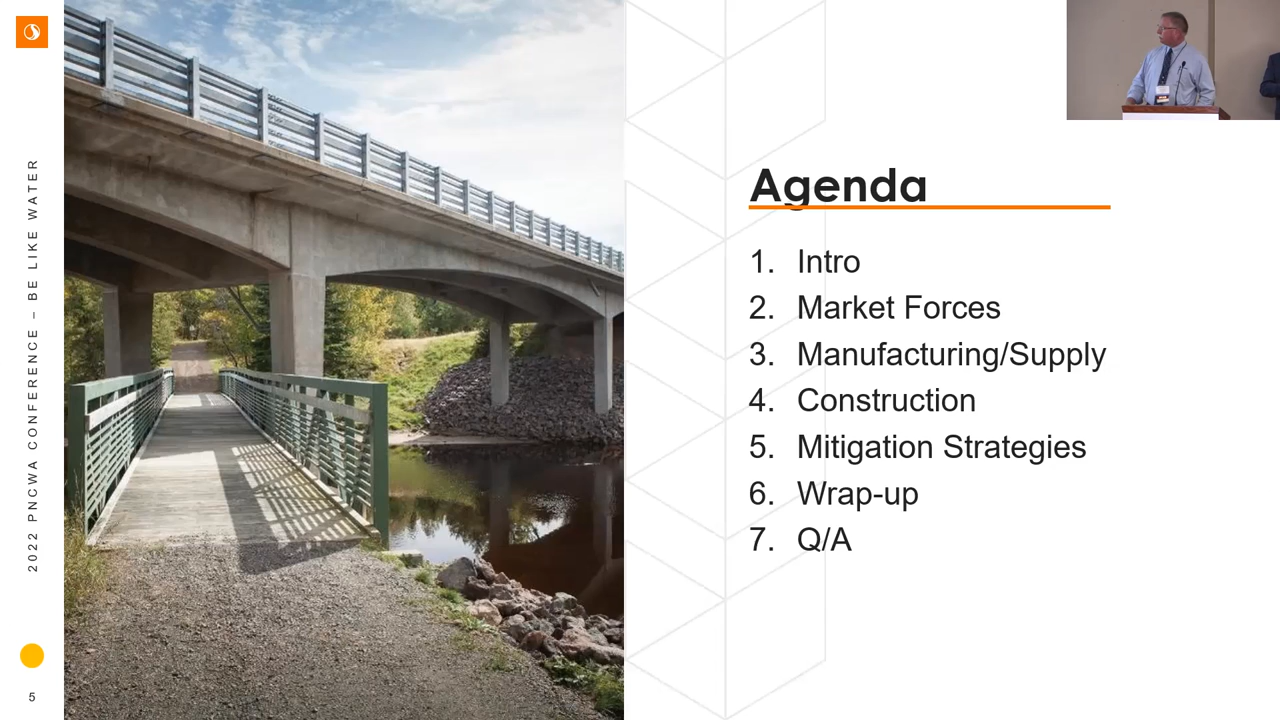 2022 PNCWA CONFERENCE – BE LIKE WATER
5
Agenda
1. Intro
2. Market Forces
3. Manufacturing/Supply
4. Construction
5. Mitigation Strategies
6. Wrap-up
7. Q/A